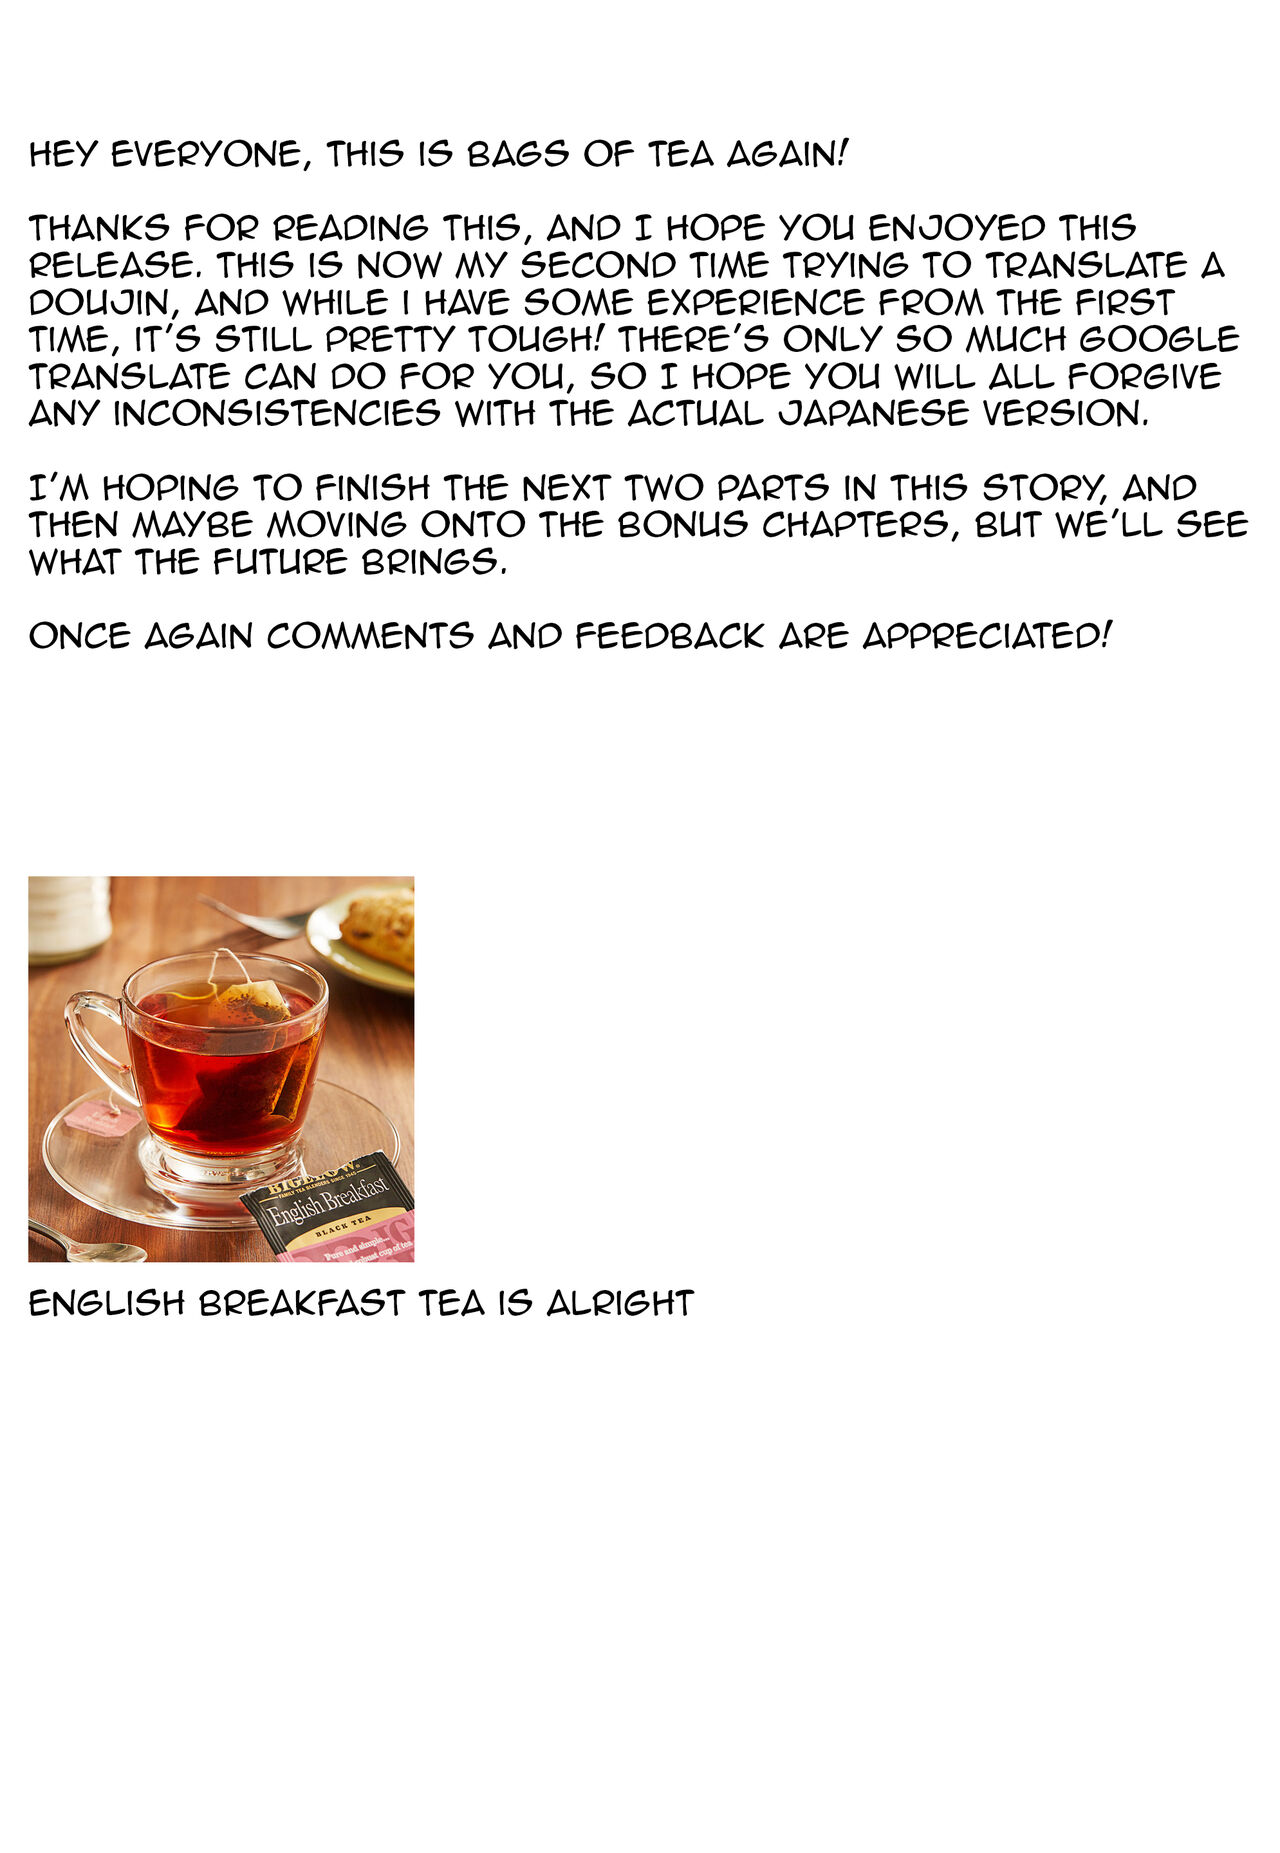 HEY EVERYONE, THIS IS BAGS OF TEA AGAIN!
THANKS FOR READING THIS, AND I HOPE YOU ENJOYED THIS
RELEASE. THIS IS NOW MY SECOND TIME TRYING TO TRANSLATE A
DOUJIN, AND WHILE I HAVE SOME EXPERIENCE FROM THE FIRST
TIME, IT'S STILL PRETTY TOUGH! THERE'S ONLY SO MUCH GOOGLE
TRANSLATE CAN DO FOR YOU, SO I HOPE YOU WILL ALL FORGIVE
ANY INCONSISTENCIES WITH THE ACTUAL JAPANESE VERSION.
I'M HOPING TO FINISH THE NEXT TWO PARTS IN THIS STORY, AND
THEN MAYBE MOVING ONTO THE BONUS CHAPTERS, BUT WE'LL SEE
WHAT THE FUTURE BRINGS.
ONCE AGAIN COMMENTS AND FEEDBACK ARE APPRECIATED!
BIGELOW
FAMILY TEA BLENDERS SINCE 1945
English Breakfast
BLACK TEA
Pure and simple...
robust cup of tea
ENGLISH BREAKFAST TEA IS ALRIGHT